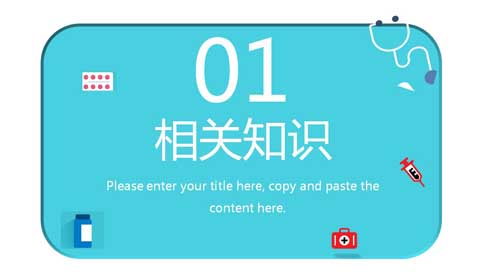 01
相关知识
Please enter your title here, copy and paste the
content here.